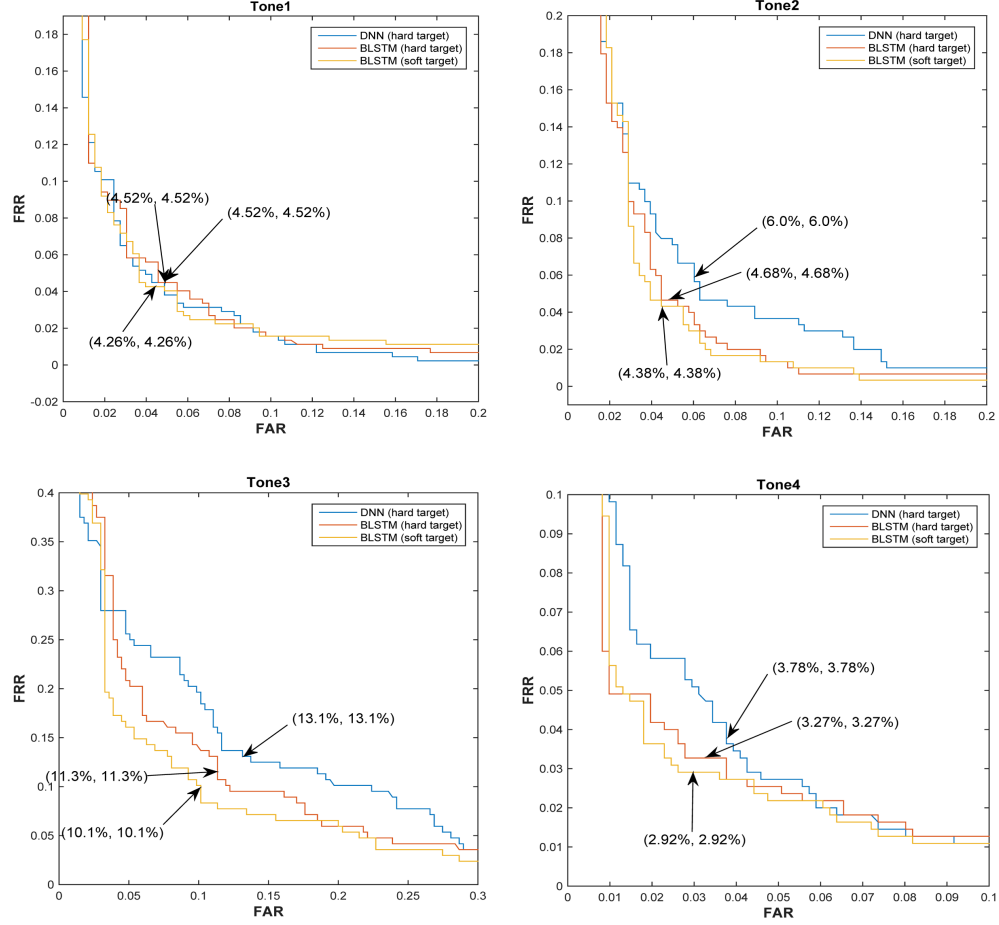 Tone1
DNN (hard target)
BLSTM (hard target)
BLSTM (soft target)
0.18
0.16
0.14
0.12
0.1
0.08
0.06
0.04
0.02
0
-0.02
FRR
(4.52%, 4.52%)
(4.52%, 4.52%)
(4.26%, 4.26%)
0 0.02 0.04 0.06 0.08 0.1 0.12 0.14 0.16 0.18 0.2
FAR
Tone2
DNN (hard target)
BLSTM (hard target)
BLSTM (soft target)
0.2
0.18
0.16
0.14
0.12
0.1
0.08
0.06
0.04
0.02
0
FRR
(6.0%, 6.0%)
(4.68%, 4.68%)
(4.38%, 4.38%)
0 0.02 0.04 0.06 0.08 0.1 0.12 0.14 0.16 0.18 0.2
FAR
Tone3
DNN (hard target)
BLSTM (hard target)
BLSTM (soft target)
0.4
0.35
0.3
0.25
0.2
0.15
0.1
0.05
0
FRR
(13.1%, 13.1%)
(11.3%, 11.3%)
(10.1%, 10.1%)
0 0.05 0.1 0.15 0.2 0.25 0.3
FAR
Tone4
DNN (hard target)
BLSTM (hard target)
BLSTM (soft target)
0.1
0.09
0.08
0.07
0.06
0.05
0.04
0.03
0.02
0.01
0
FRR
(3.78%, 3.78%)
(3.27%, 3.27%)
(2.92%, 2.92%)
0 0.01 0.02 0.03 0.04 0.05 0.06 0.07 0.08 0.09 0.1
FAR